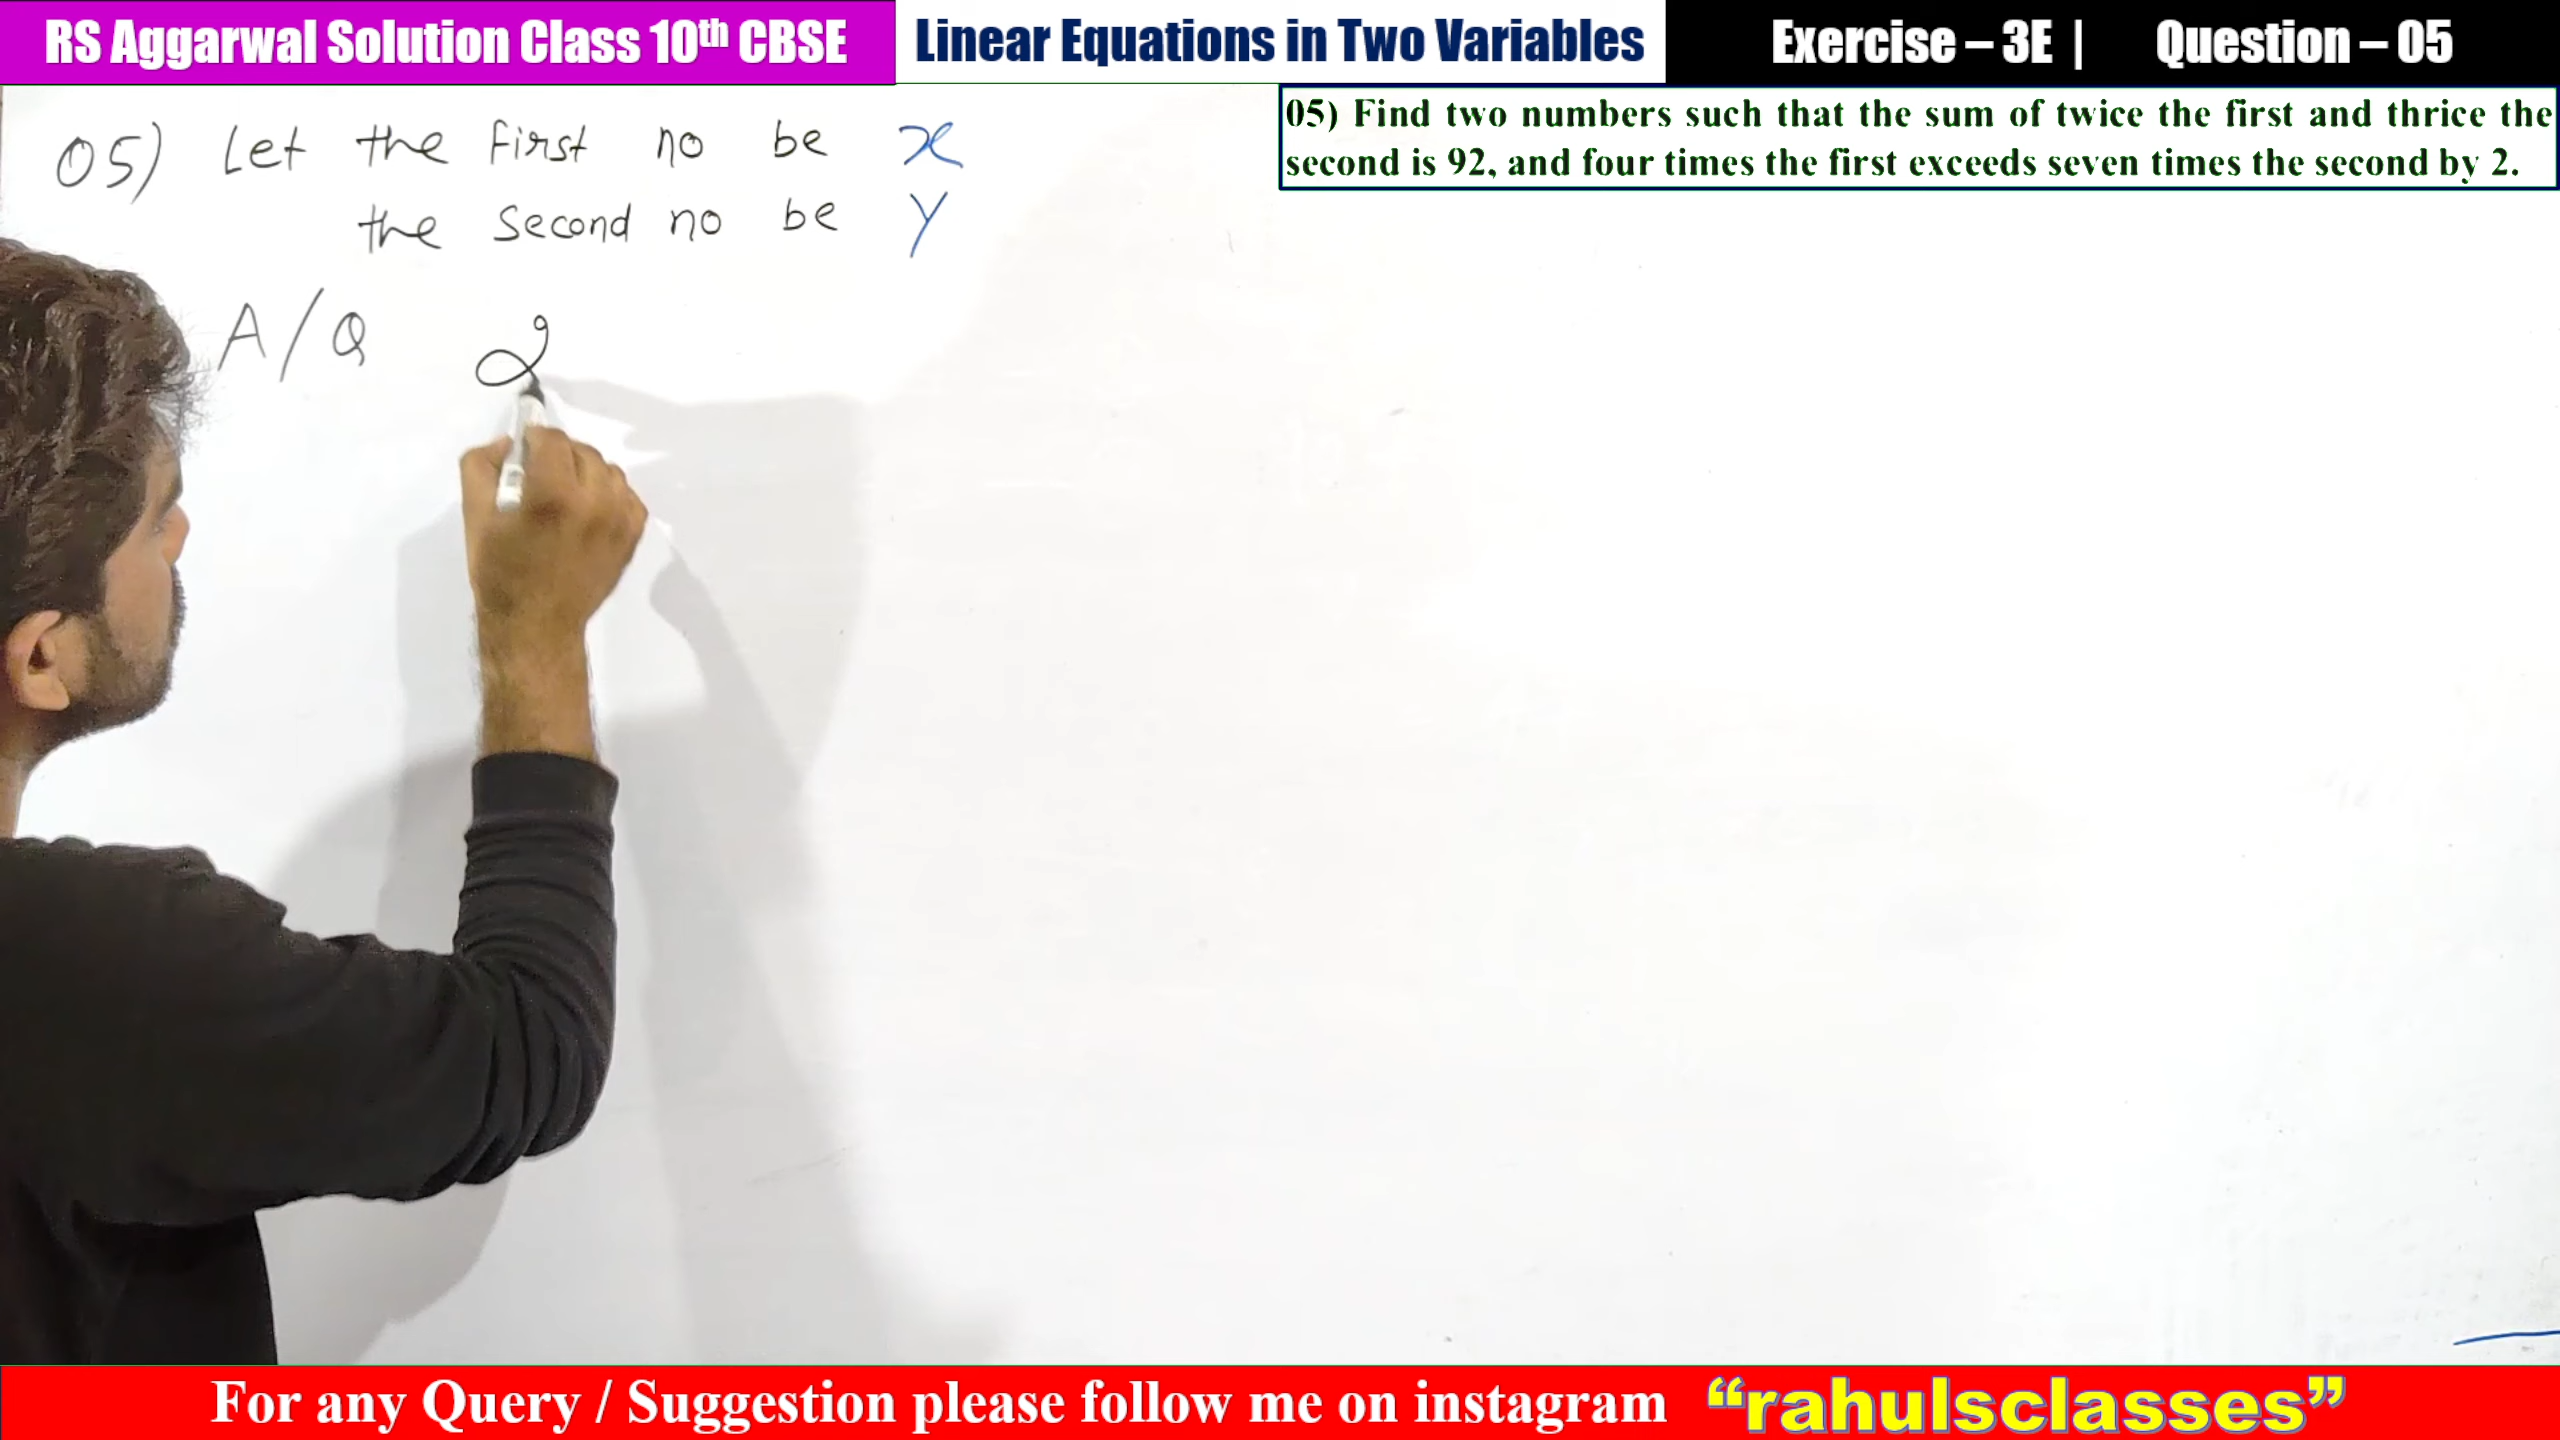 RS Aggarwal Solution Class 10th CBSE
Linear Equations in Two Variables
Exercise – 3E |
Question – 05
05) Find two numbers such that the sum of twice the first and thrice the
second is 92, and four times the first exceeds seven times the second by 2.
05) Let the First no be x
the Second no be y
A/Q 2
For any Query / Suggestion please follow me on instagram “rahulsclasses”